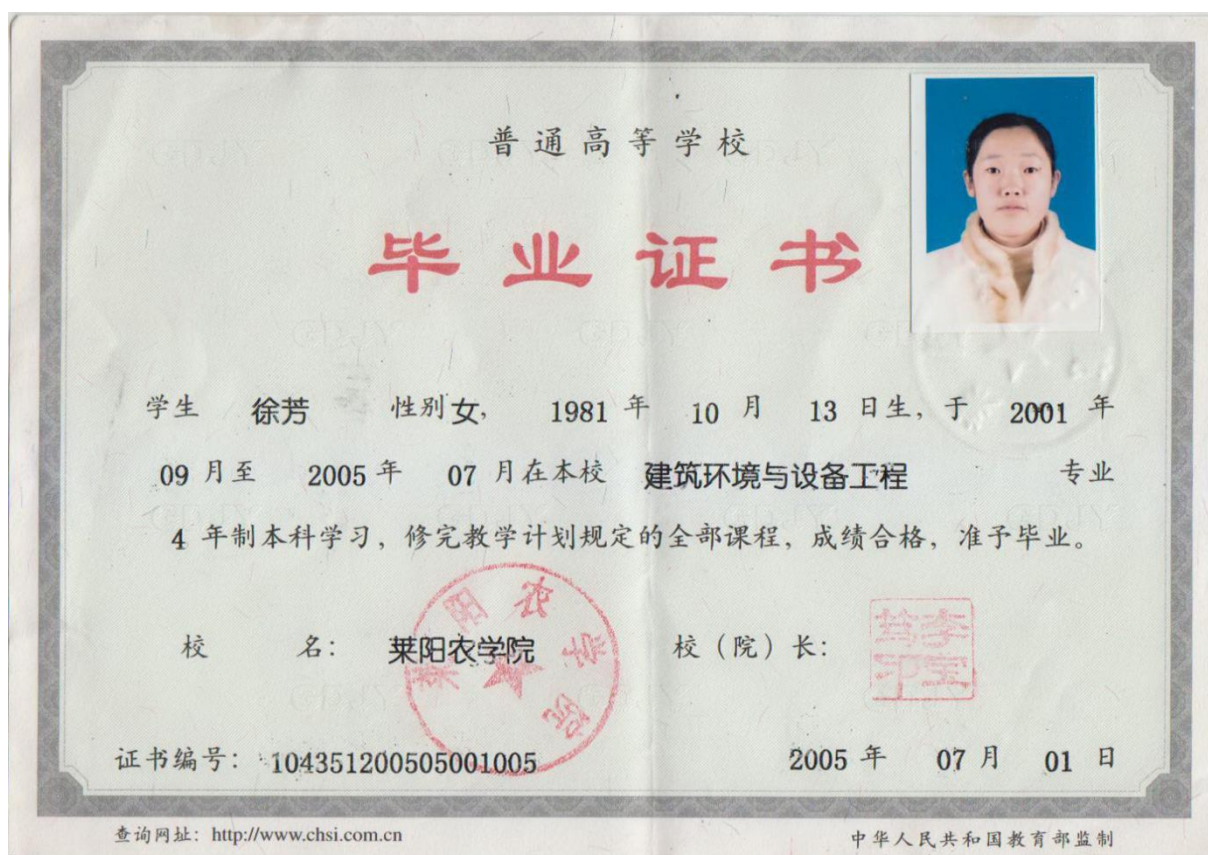 普通高等学校
毕业证书
学生 徐芳 性别 女, 1981 年 10 月 13 日生，于 2001 年
09 月至 2005 年 07 月在本校 建筑环境与设备工程 专业
4 年制本科学习，修完教学计划规定的全部课程，成绩合格，准予毕业。
校 名： 莱阳农学院 校（院）长：
莱阳农学院
证书编号： 104351200505001005 2005 年 07 月 01 日
查询网址：http://www.chsi.com.cn 中华人民共和国教育部监制